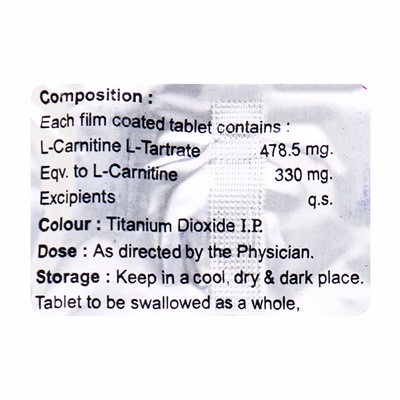 Composition :
Each film coated tablet contains :
L-Carnitine L-Tartrate 478.5 mg.
Eqv. to L-Carnitine 330 mg.
Excipients q.s.
Colour : Titanium Dioxide I.P.
Dose : As directed by the Physician.
Storage : Keep in a cool, dry & dark place.
Tablet to be swallowed as a whole,